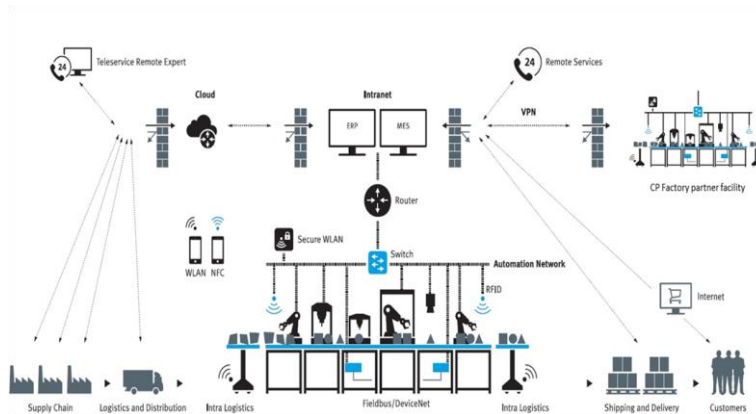 24
Teleservice Remote Expert
24
Remote Services
Cloud
Intranet
VPN
ERP
MES
CP Factory partner facility
Router
Secure WLAN
Switch
WLAN NFC
Automation Network
RFID
Internet
Supply Chain
Logistics and Distribution
Intra Logistics
Fieldbus/DeviceNet
Intra Logistics
Shipping and Delivery
Customers